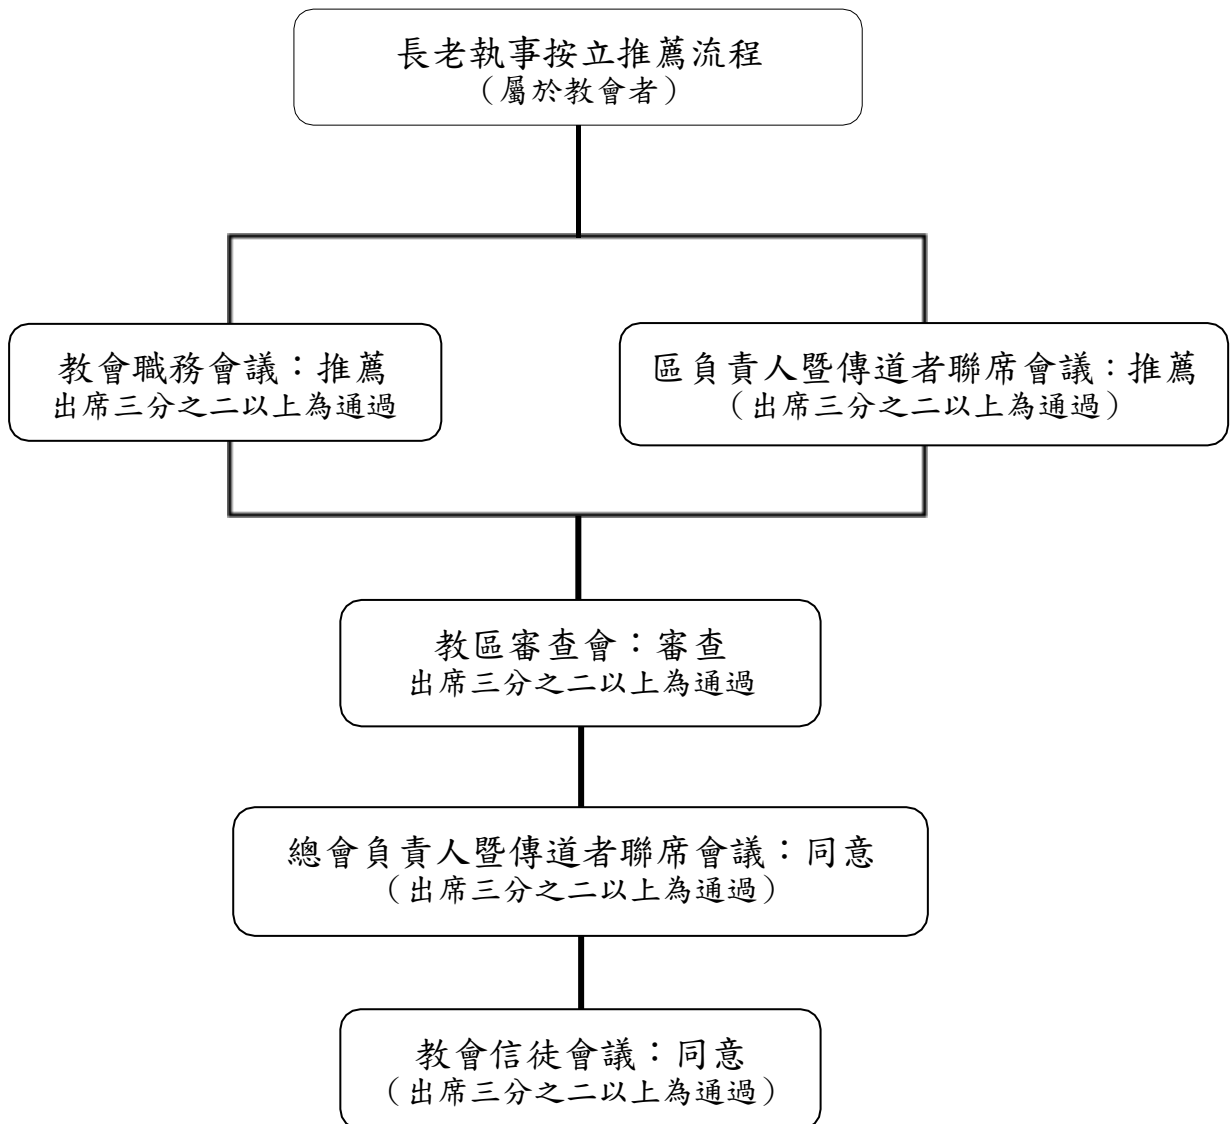 長老執事按立推薦流程
（屬於教會者）
教會職務會議：推薦
出席三分之二以上為通過
區負責人暨傳道者聯席會議：推薦
（出席三分之二以上為通過）
教區審查會：審查
出席三分之二以上為通過
總會負責人暨傳道者聯席會議：同意
（出席三分之二以上為通過）
教會信徒會議：同意
（出席三分之二以上為通過）